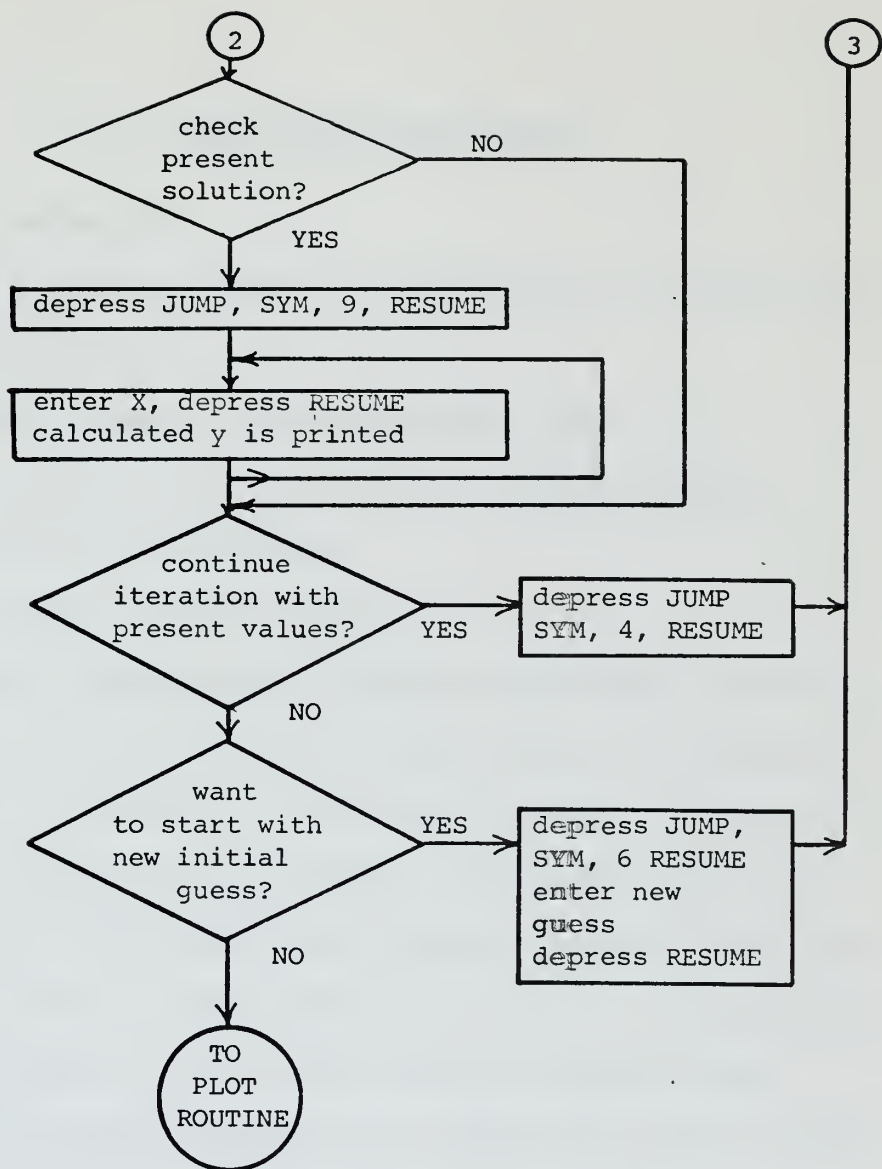 2
3
check
present
solution?
NO
YES
depress JUMP, SYM, 9, RESUME
enter X, depress RESUME
calculated y is printed
continue
iteration with
present values?
YES
depress JUMP
SYM, 4, RESUME
NO
want
to start with
new initial
guess?
YES
depress JUMP,
SYM, 6 RESUME
enter new
guess
depress RESUME
NO
TO
PLOT
ROUTINE